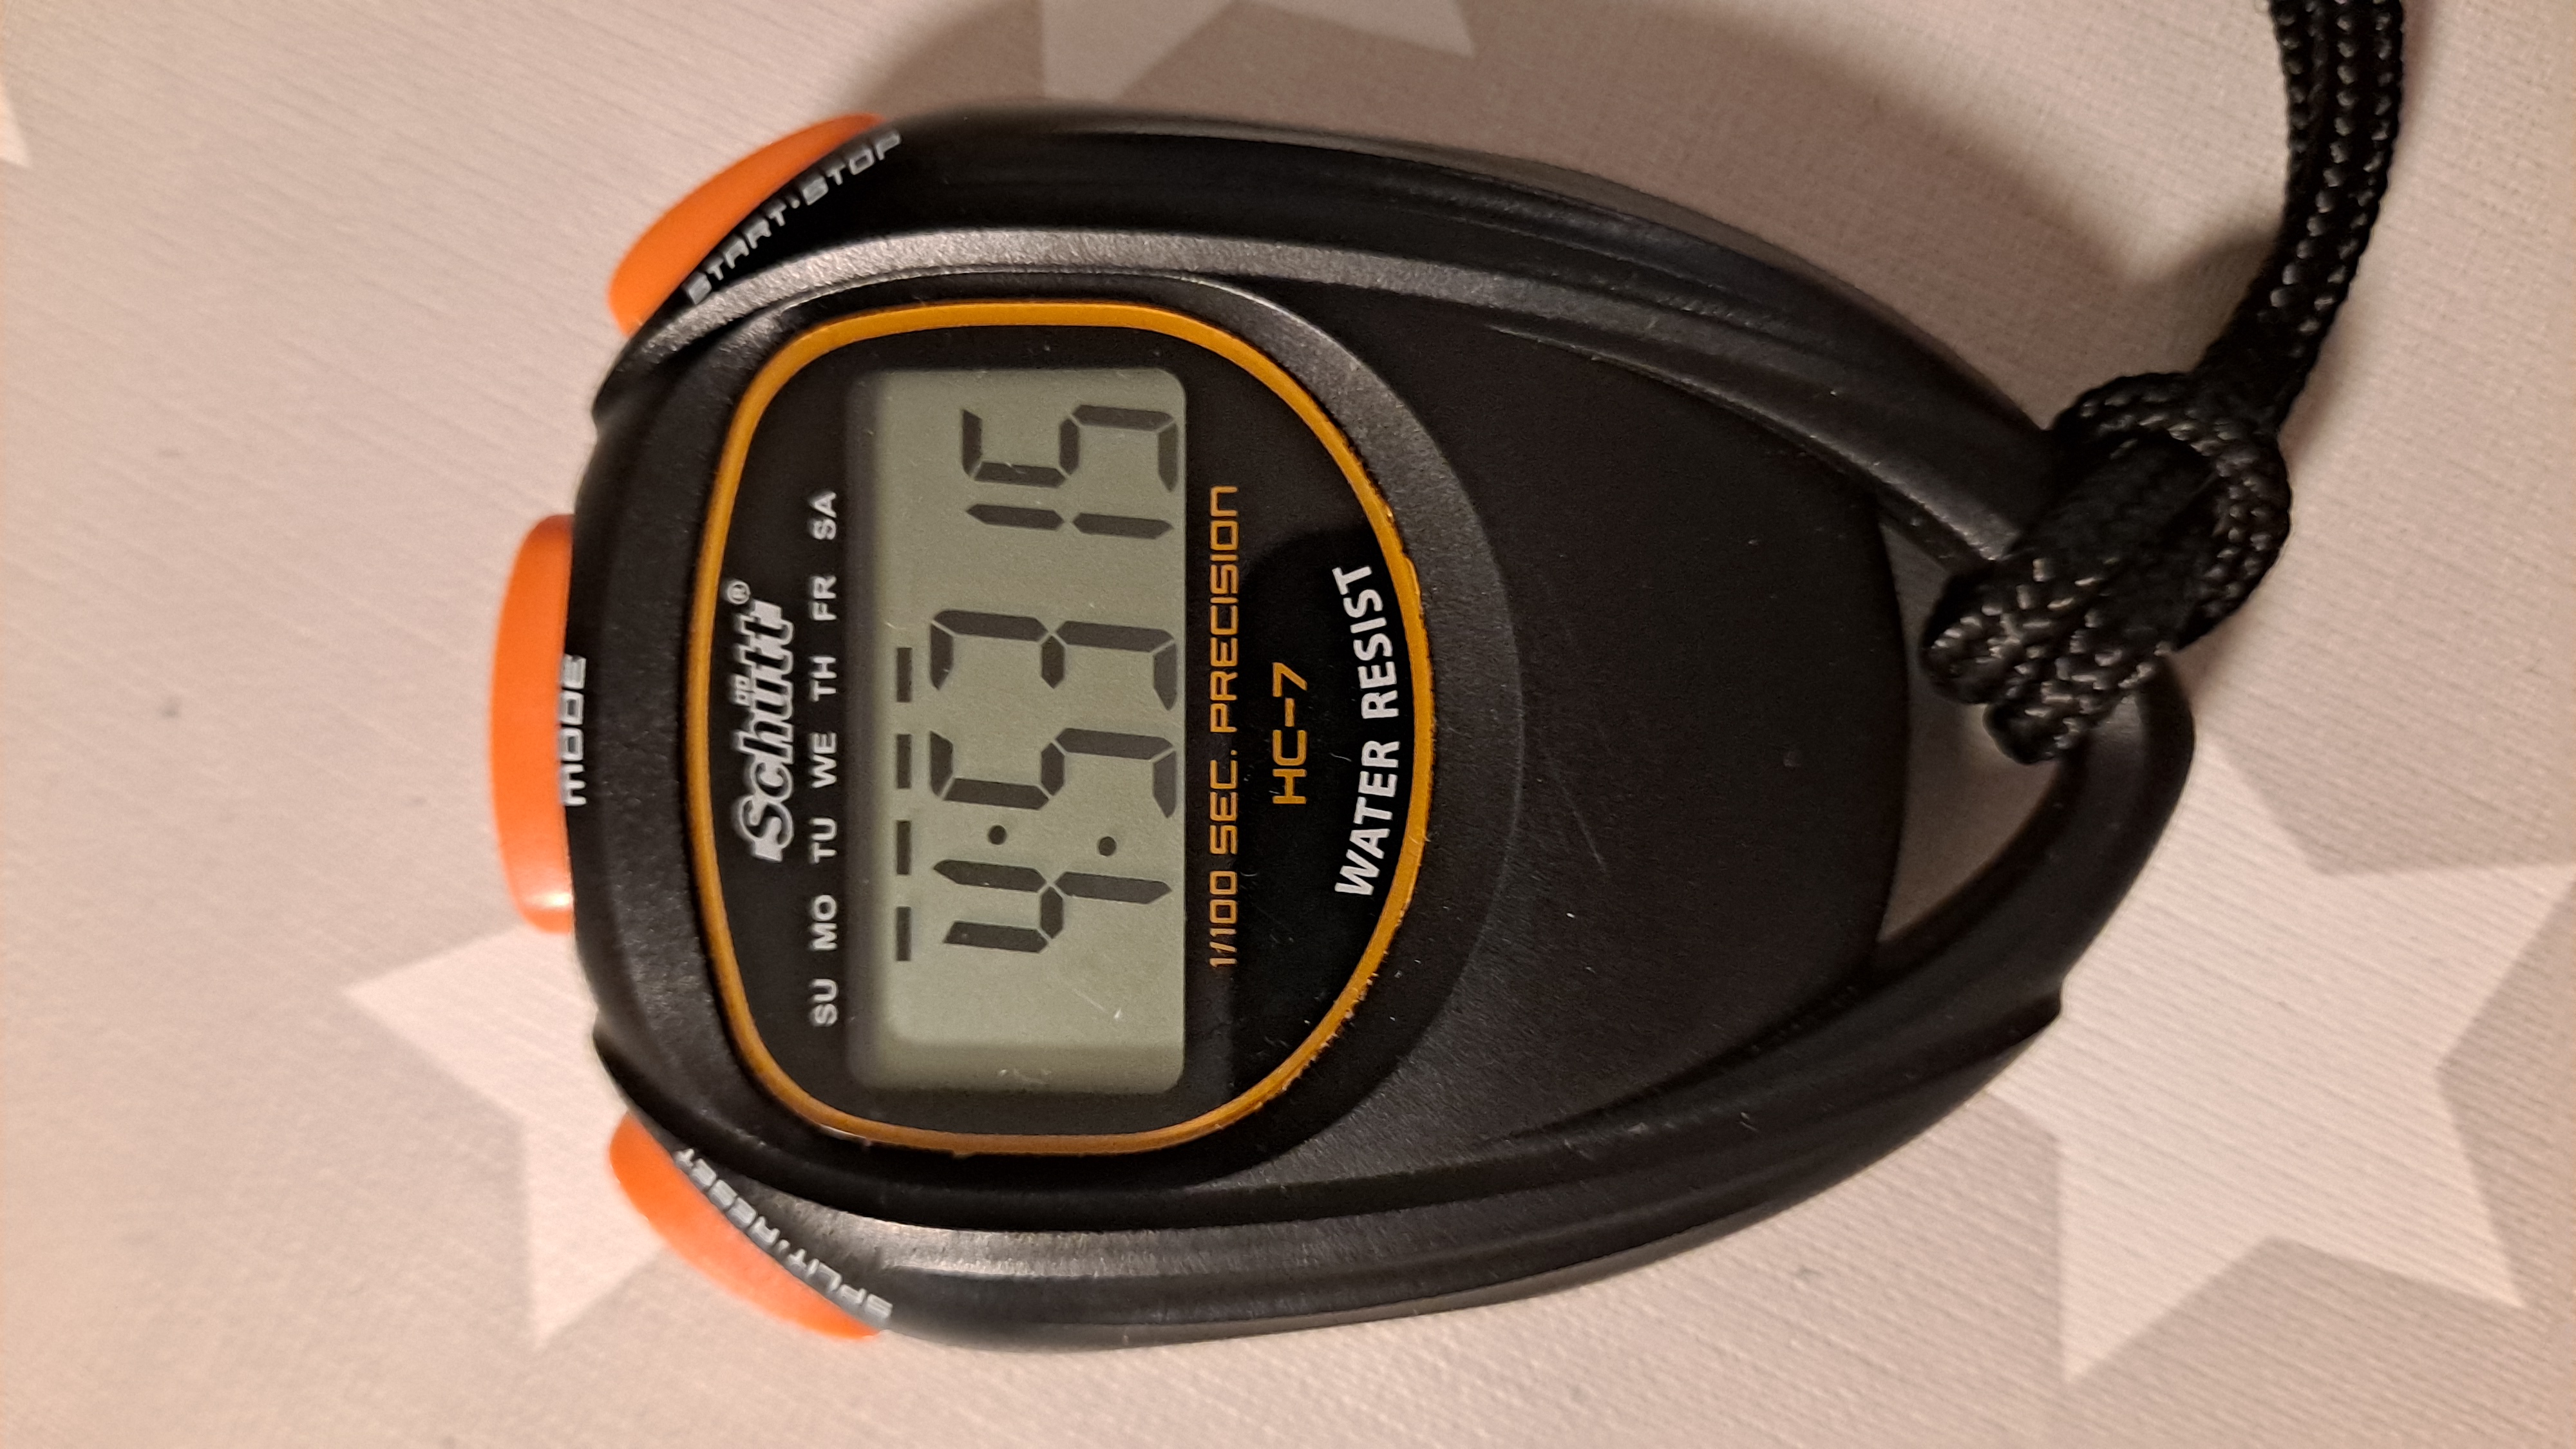 MODE
SPLIT·RESET
START·STOP
Schütt®
SU MO TU WE TH FR SA
4:53 15
1/100 SEC. PRECISION
HC-7
WATER RESIST